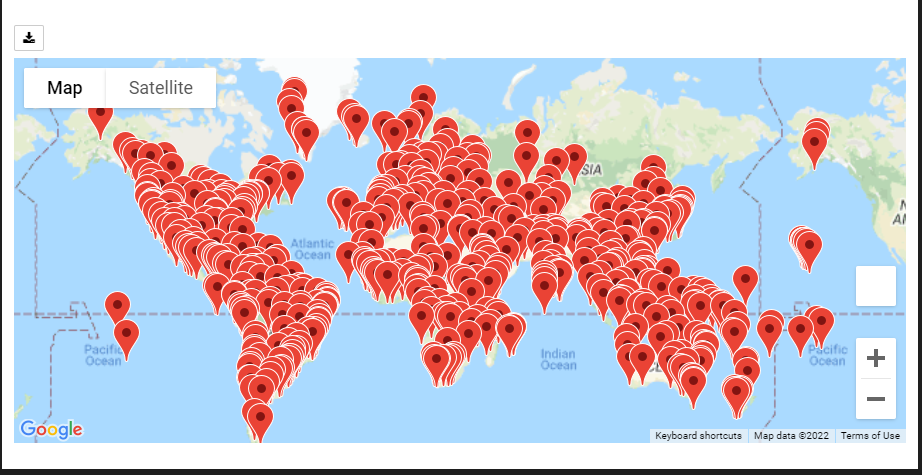 Map Satellite
SIA
Atlantic
Ocean
N
Pacific
Ocean
Indian
Ocean
Pacific
Ocean
Google
Keyboard shortcuts Map data ©2022 Terms of Use